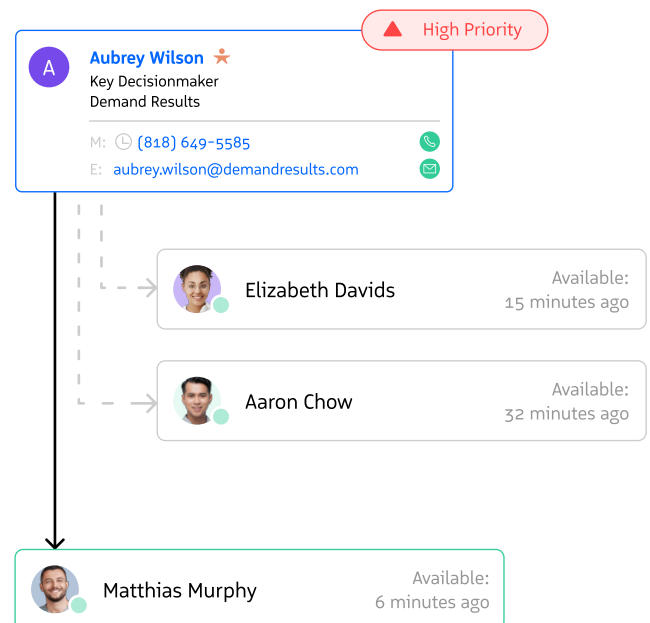 High Priority
A
Aubrey Wilson
Key Decisionmaker
Demand Results
M: (818) 649-5585
E: aubrey.wilson@demandresults.com
Elizabeth Davids
Available:
15 minutes ago
Aaron Chow
Available:
32 minutes ago
Matthias Murphy
Available:
6 minutes ago